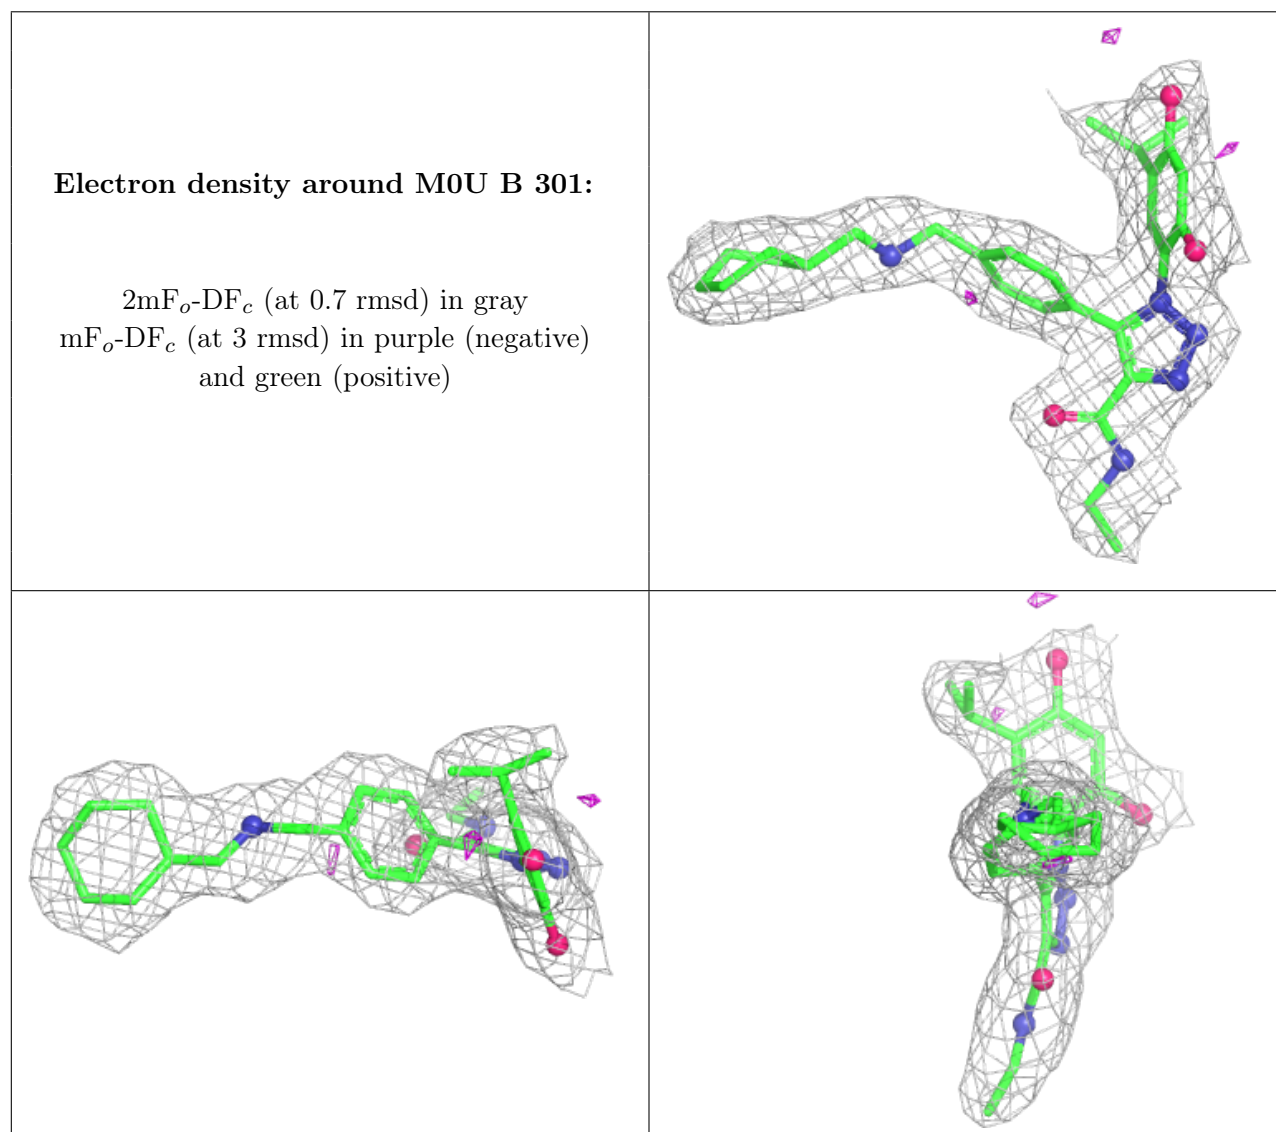 Electron density around M0U B 301:
2mFo-DFc (at 0.7 rmsd) in gray
mFo-DFc (at 3 rmsd) in purple (negative)
and green (positive)